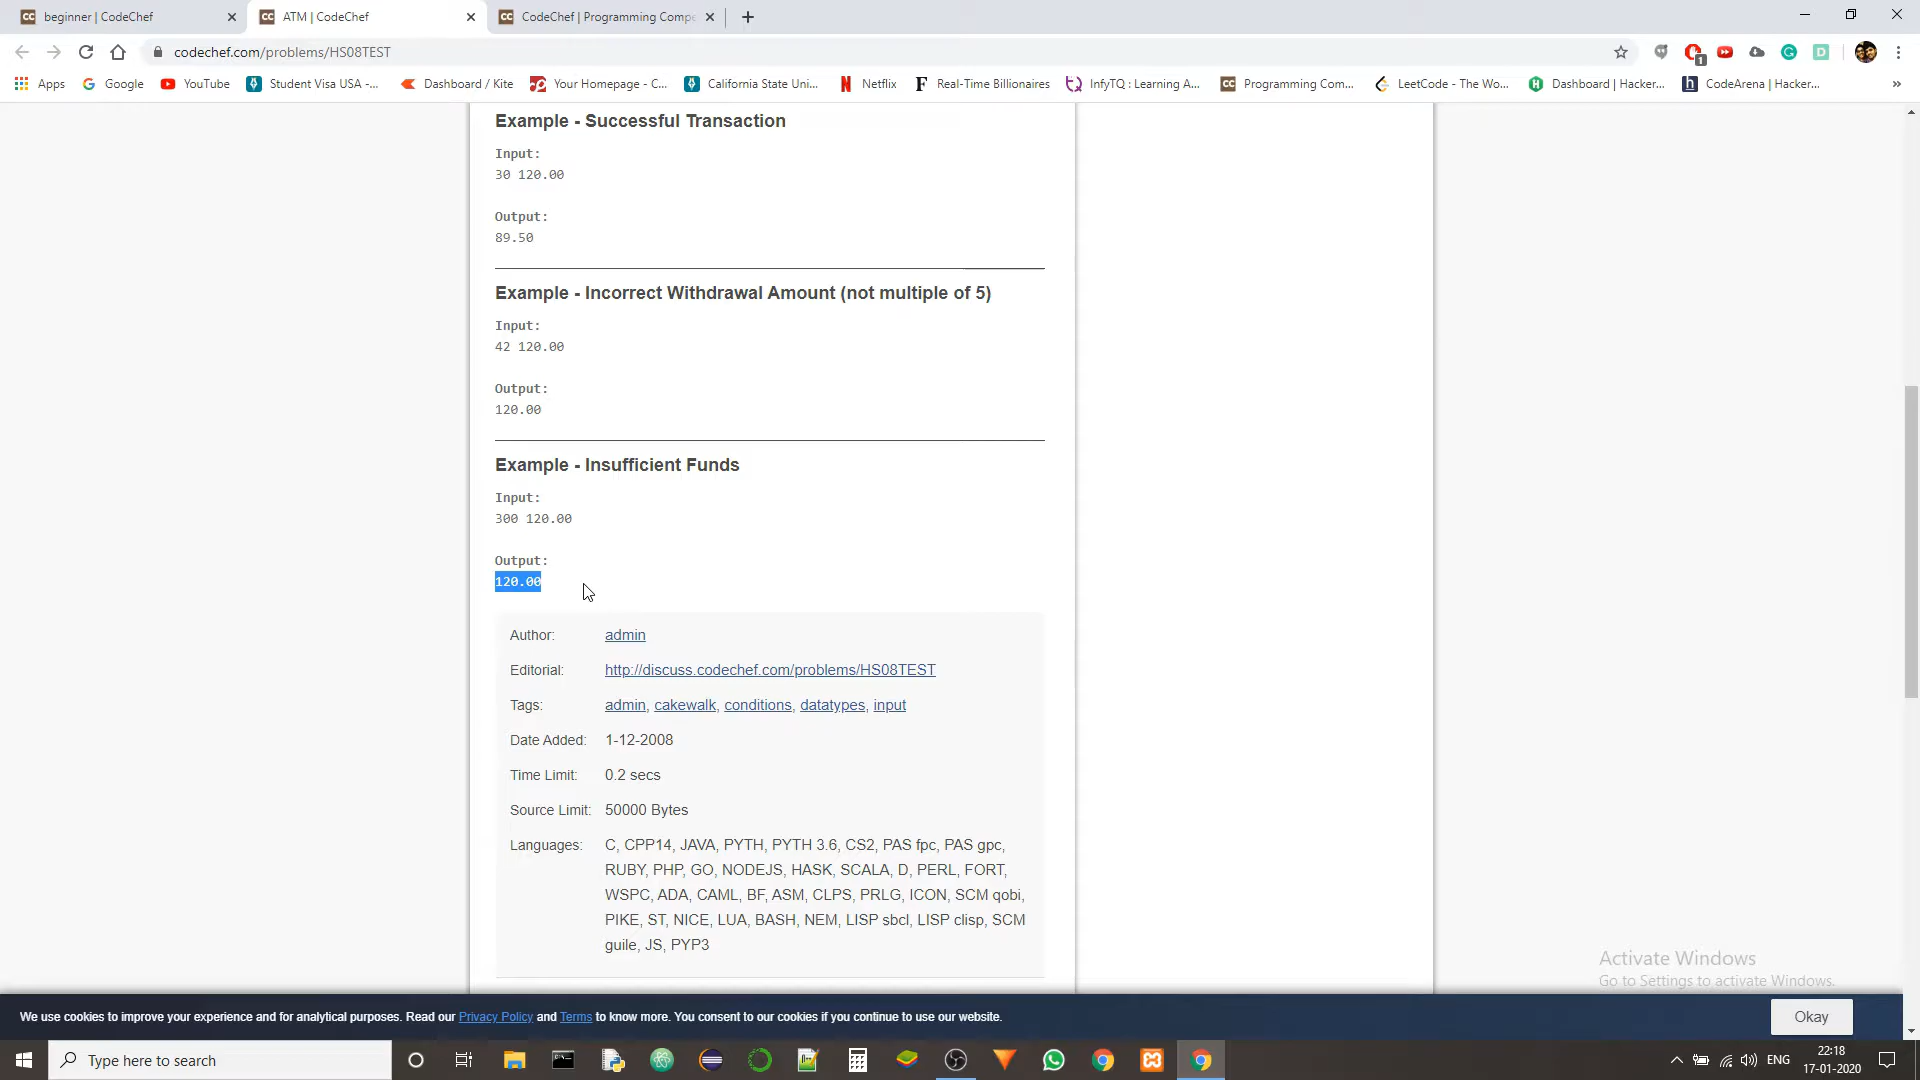 beginner | CodeChef
ATM | CodeChef
CodeChef | Programming Compe
codechef.com/problems/HS08TEST
1
Apps
Google
YouTube
Student Visa USA -...
Dashboard / Kite
Your Homepage - C...
California State Uni...
Netflix
Real-Time Billionaires
InfyTQ : Learning A...
Programming Com...
LeetCode - The Wo...
Dashboard | Hacker...
CodeArena | Hacker...
Example - Successful Transaction
Input:
30 120.00
Output:
89.50
Example - Incorrect Withdrawal Amount (not multiple of 5)
Input:
42 120.00
Output:
120.00
Example - Insufficient Funds
Input:
300 120.00
Output:
120.00
Author: admin
Editorial: http://discuss.codechef.com/problems/HS08TEST
Tags: admin, cakewalk, conditions, datatypes, input
Date Added: 1-12-2008
Time Limit: 0.2 secs
Source Limit: 50000 Bytes
Languages: C, CPP14, JAVA, PYTH, PYTH 3.6, CS2, PAS fpc, PAS gpc,
RUBY, PHP, GO, NODEJS, HASK, SCALA, D, PERL, FORT,
WSPC, ADA, CAML, BF, ASM, CLPS, PRLG, ICON, SCM qobi,
PIKE, ST, NICE, LUA, BASH, NEM, LISP sbcl, LISP clisp, SCM
guile, JS, PYP3
Activate Windows
Go to Settings to activate Windows.
We use cookies to improve your experience and for analytical purposes. Read our Privacy Policy and Terms to know more. You consent to our cookies if you continue to use our website.
Okay
Type here to search
ENG
22:18
17-01-2020